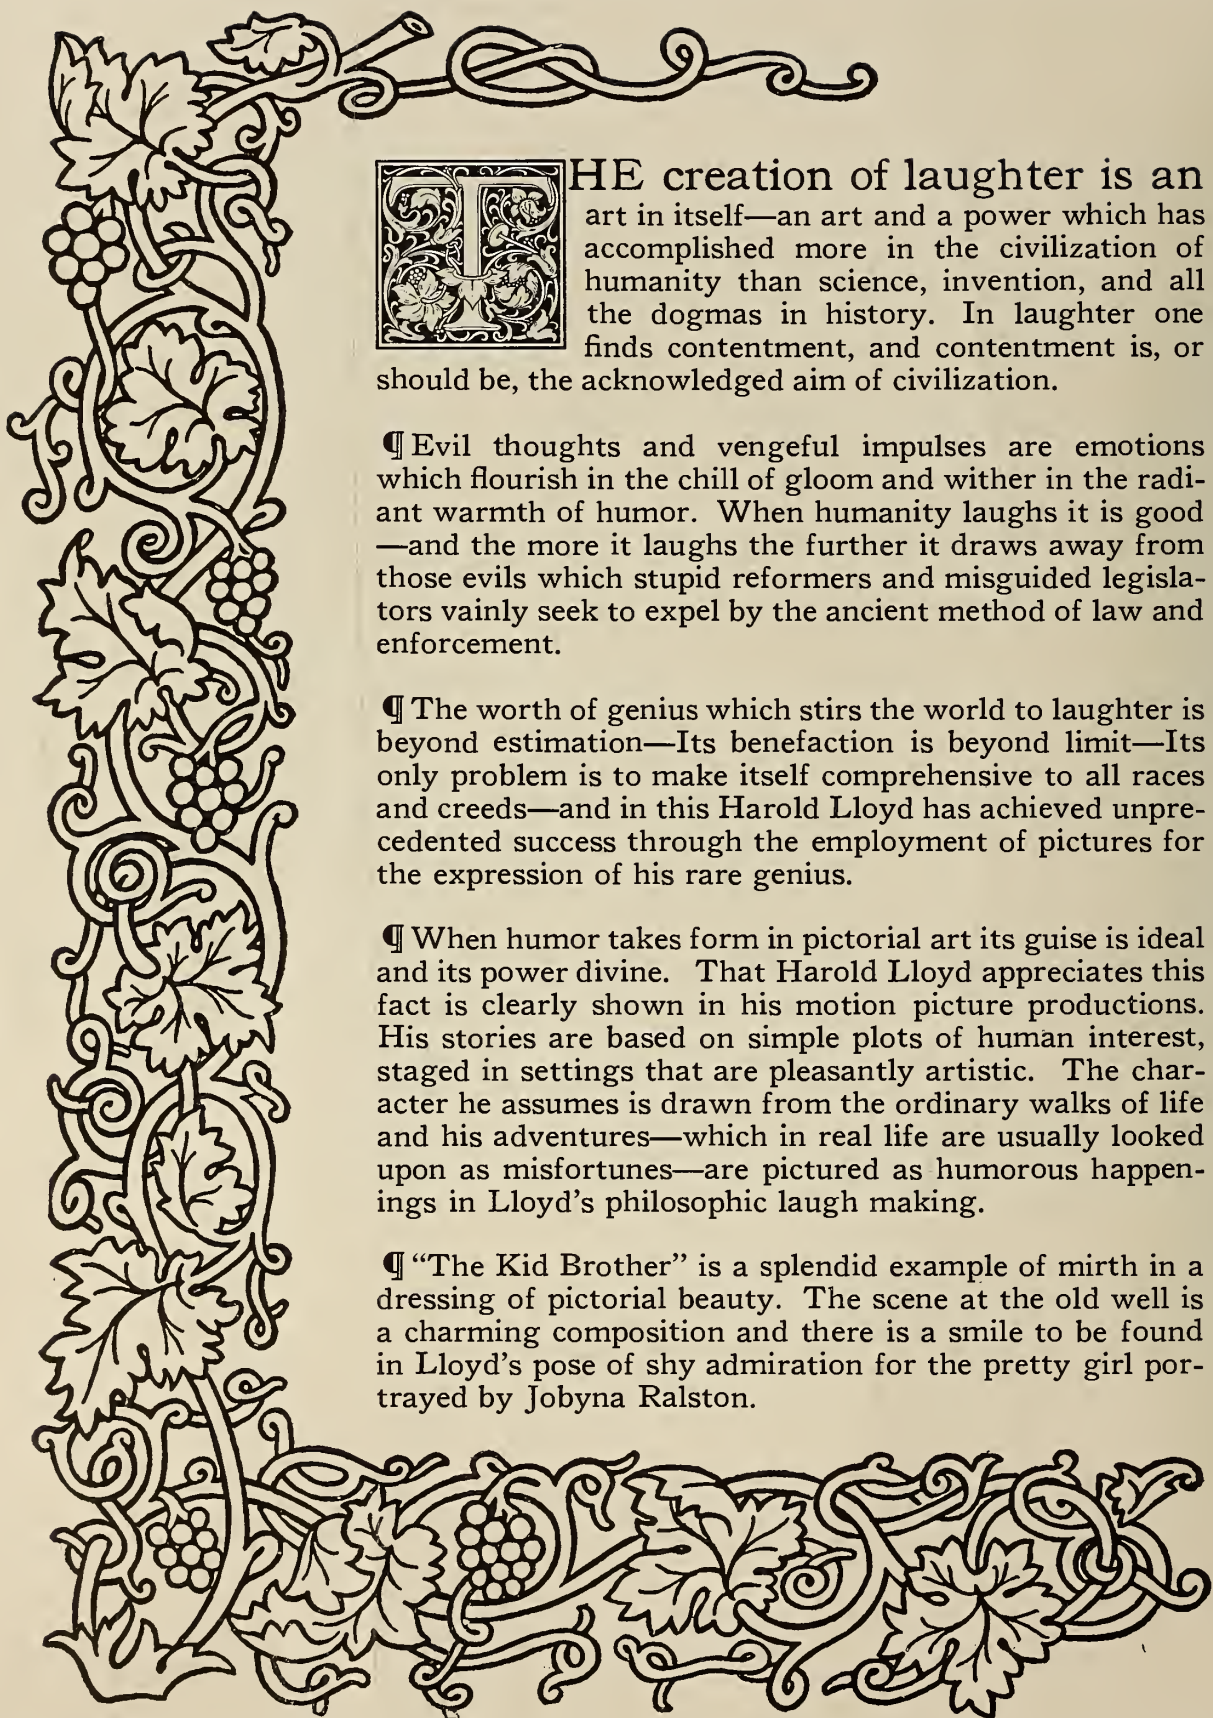 THE creation of laughter is an
art in itself—an art and a power which has
accomplished more in the civilization of
humanity than science, invention, and all
the dogmas in history. In laughter one
finds contentment, and contentment is, or
should be, the acknowledged aim of civilization.
¶ Evil thoughts and vengeful impulses are emotions
which flourish in the chill of gloom and wither in the radi-
ant warmth of humor. When humanity laughs it is good
—and the more it laughs the further it draws away from
those evils which stupid reformers and misguided legisla-
tors vainly seek to expel by the ancient method of law and
enforcement.
¶ The worth of genius which stirs the world to laughter is
beyond estimation—Its benefaction is beyond limit—Its
only problem is to make itself comprehensive to all races
and creeds—and in this Harold Lloyd has achieved unpre-
cedented success through the employment of pictures for
the expression of his rare genius.
¶ When humor takes form in pictorial art its guise is ideal
and its power divine. That Harold Lloyd appreciates this
fact is clearly shown in his motion picture productions.
His stories are based on simple plots of human interest,
staged in settings that are pleasantly artistic. The char-
acter he assumes is drawn from the ordinary walks of life
and his adventures—which in real life are usually looked
upon as misfortunes—are pictured as humorous happen-
ings in Lloyd’s philosophic laugh making.
¶ “The Kid Brother” is a splendid example of mirth in a
dressing of pictorial beauty. The scene at the old well is
a charming composition and there is a smile to be found
in Lloyd’s pose of shy admiration for the pretty girl por-
trayed by Jobyna Ralston.